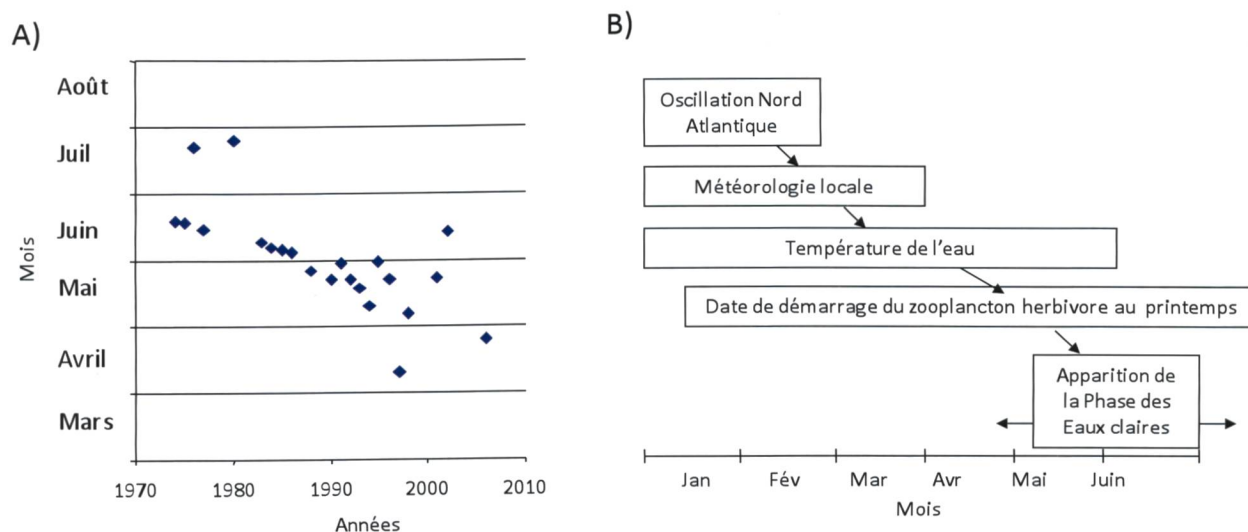 A)
Août
Juil
Juin
Mai
Avril
Mars
Mois
1970 1980 1990 2000 2010
Années
B)
Oscillation Nord
Atlantique
Météorologie locale
Température de l'eau
Date de démarrage du zooplancton herbivore au printemps
Apparition de
la Phase des
Eaux claires
Jan Fév Mar Avr Mai Juin
Mois